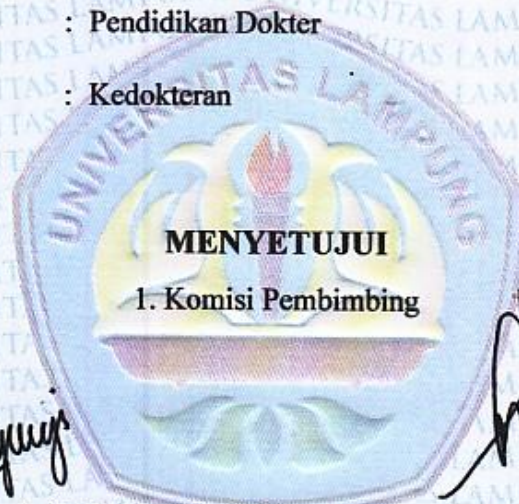 : Pendidikan Dokter
: Kedokteran
UNIVERSITAS LAMPUNG
MENYETUJUI
1. Komisi Pembimbing